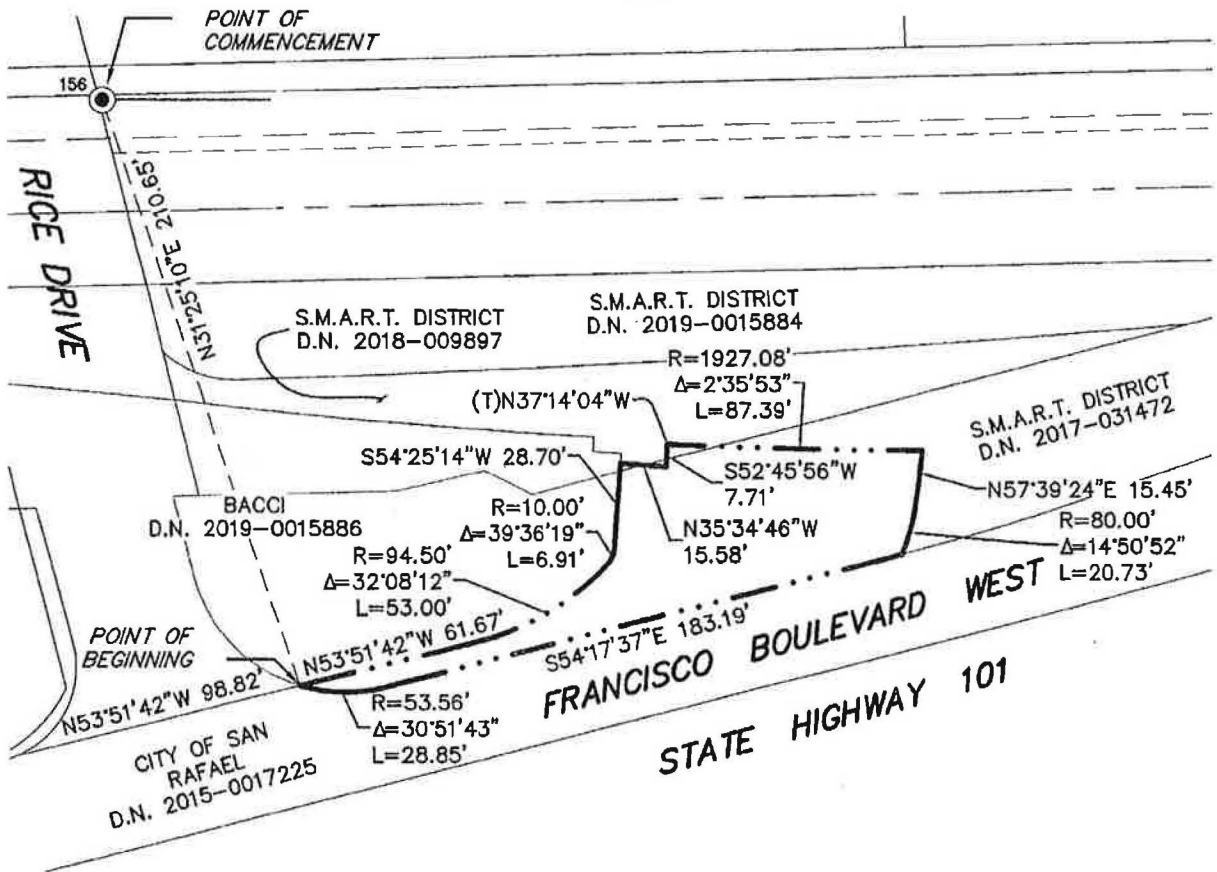 POINT OF
COMMENCEMENT
156
RICE DRIVE
N31°25'10"E 210.65'
S.M.A.R.T. DISTRICT
D.N. 2018-009897
S.M.A.R.T. DISTRICT
D.N. 2019-0015884
R=1927.08'
Δ=2°35'53"
L=87.39'
(T)N37°14'04"W
S.M.A.R.T. DISTRICT
D.N. 2017-031472
S54°25'14"W 28.70'
S52°45'56"W
7.71'
N57°39'24"E 15.45'
BACCI
D.N. 2019-0015886
R=10.00'
Δ=39°36'19"
L=6.91'
N35°34'46"W
15.58'
R=80.00'
Δ=14°50'52"
L=20.73'
R=94.50'
Δ=32°08'12"
L=53.00'
POINT OF
BEGINNING
N53°51'42"W 61.67'
S54°17'37"E 183.19'
FRANCISCO BOULEVARD WEST
N53°51'42"W 98.82'
R=53.56'
Δ=30°51'43"
L=28.85'
STATE HIGHWAY 101
CITY OF SAN
RAFAEL
D.N. 2015-0017225